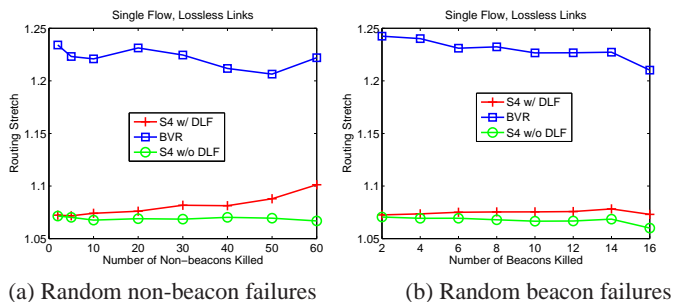 Single Flow, Lossless Links
1.25
1.2
1.15
1.1
1.05
Routing Stretch
S4 w/ DLF
BVR
S4 w/o DLF
0 10 20 30 40 50 60
Number of Non−beacons Killed
(a) Random non-beacon failures
Single Flow, Lossless Links
1.25
1.2
1.15
1.1
1.05
Routing Stretch
S4 w/ DLF
BVR
S4 w/o DLF
2 4 6 8 10 12 14 16
Number of Beacons Killed
(b) Random beacon failures